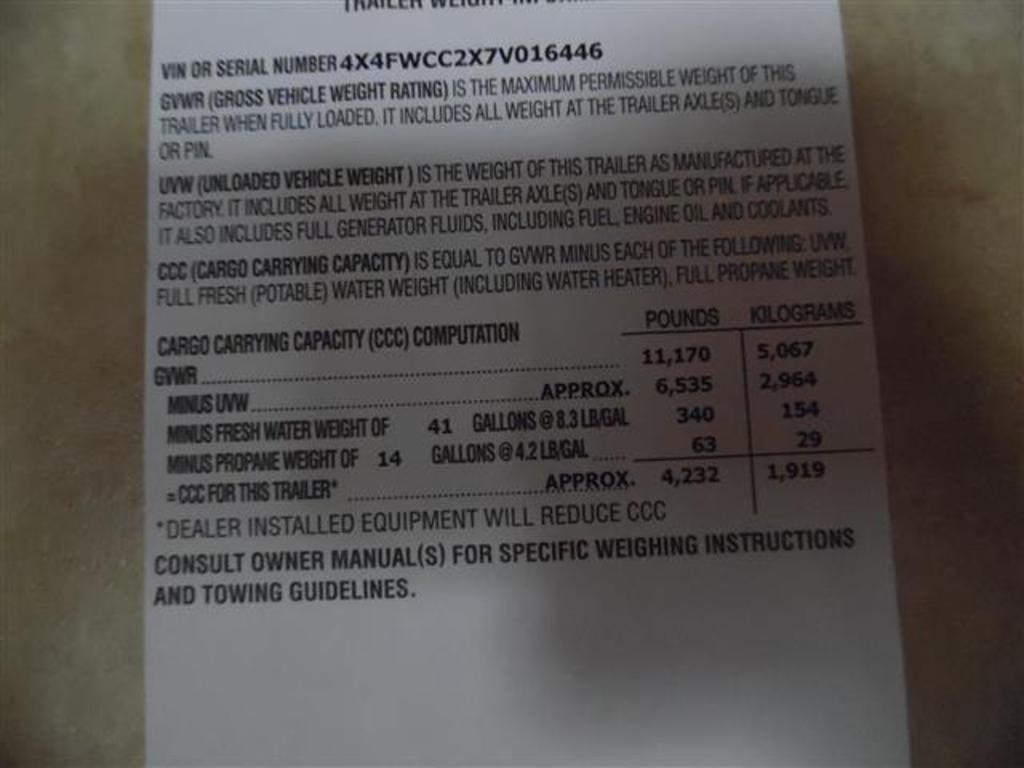 TRAILER WEIGHT
VIN OR SERIAL NUMBER 4X4FWCC2X7V016446
GVWR (GROSS VEHICLE WEIGHT RATING) IS THE MAXIMUM PERMISSIBLE WEIGHT OF THIS
TRAILER WHEN FULLY LOADED. IT INCLUDES ALL WEIGHT AT THE TRAILER AXLE(S) AND TONGUE
OR PIN.
UVW (UNLOADED VEHICLE WEIGHT ) IS THE WEIGHT OF THIS TRAILER AS MANUFACTURED AT THE
FACTORY. IT INCLUDES ALL WEIGHT AT THE TRAILER AXLE(S) AND TONGUE OR PIN. IF APPLICABLE,
IT ALSO INCLUDES FULL GENERATOR FLUIDS, INCLUDING FUEL, ENGINE OIL AND COOLANTS.
CCC (CARGO CARRYING CAPACITY) IS EQUAL TO GVWR MINUS EACH OF THE FOLLOWING: UVW,
FULL FRESH (POTABLE) WATER WEIGHT (INCLUDING WATER HEATER), FULL PROPANE WEIGHT.
CARGO CARRYING CAPACITY (CCC) COMPUTATION POUNDS KILOGRAMS
GVWR 11,170 5,067
MINUS UVW APPROX. 6,535 2,964
MINUS FRESH WATER WEIGHT OF 41 GALLONS @ 8.3 LB/GAL 340 154
MINUS PROPANE WEIGHT OF 14 GALLONS @ 4.2 LB/GAL 63 29
= CCC FOR THIS TRAILER* APPROX. 4,232 1,919
*DEALER INSTALLED EQUIPMENT WILL REDUCE CCC
CONSULT OWNER MANUAL(S) FOR SPECIFIC WEIGHING INSTRUCTIONS
AND TOWING GUIDELINES.